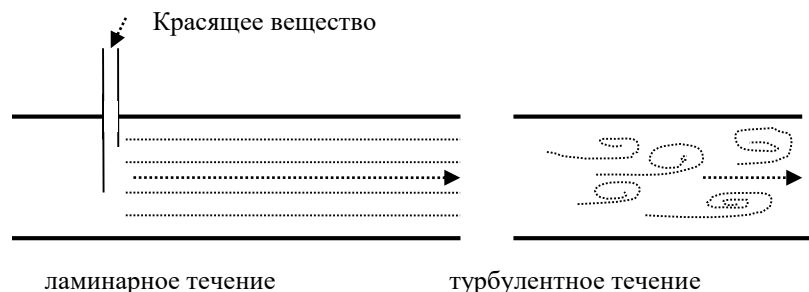 Красящее вещество
ламинарное течение
турбулентное течение